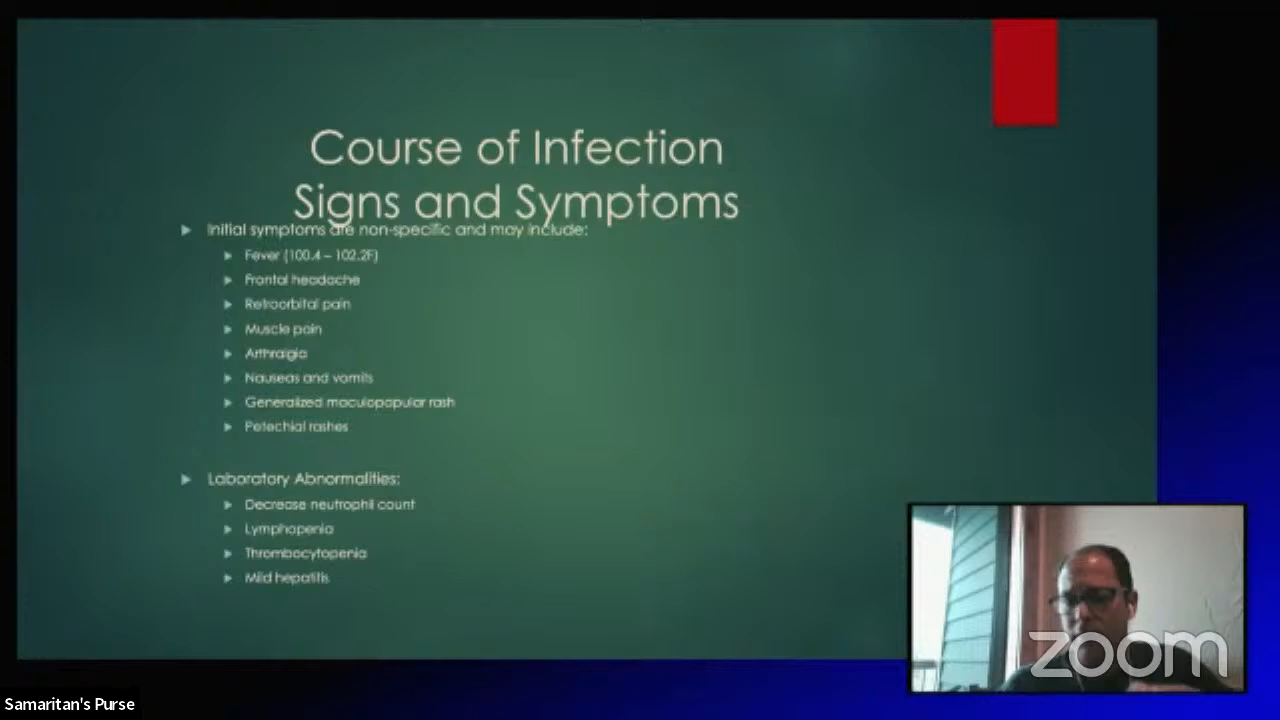 Course of Infection
Signs and Symptoms
Initial symptoms are non-specific and may include:
Fever (100.4 – 102.2F)
Frontal headache
Retroorbital pain
Muscle pain
Arthralgia
Nauseas and vomits
Generalized maculopapular rash
Petechial rashes
Laboratory Abnormalities:
Decrease neutrophil count
Lymphopenia
Thrombocytopenia
Mild hepatitis
zoom
Samaritan's Purse